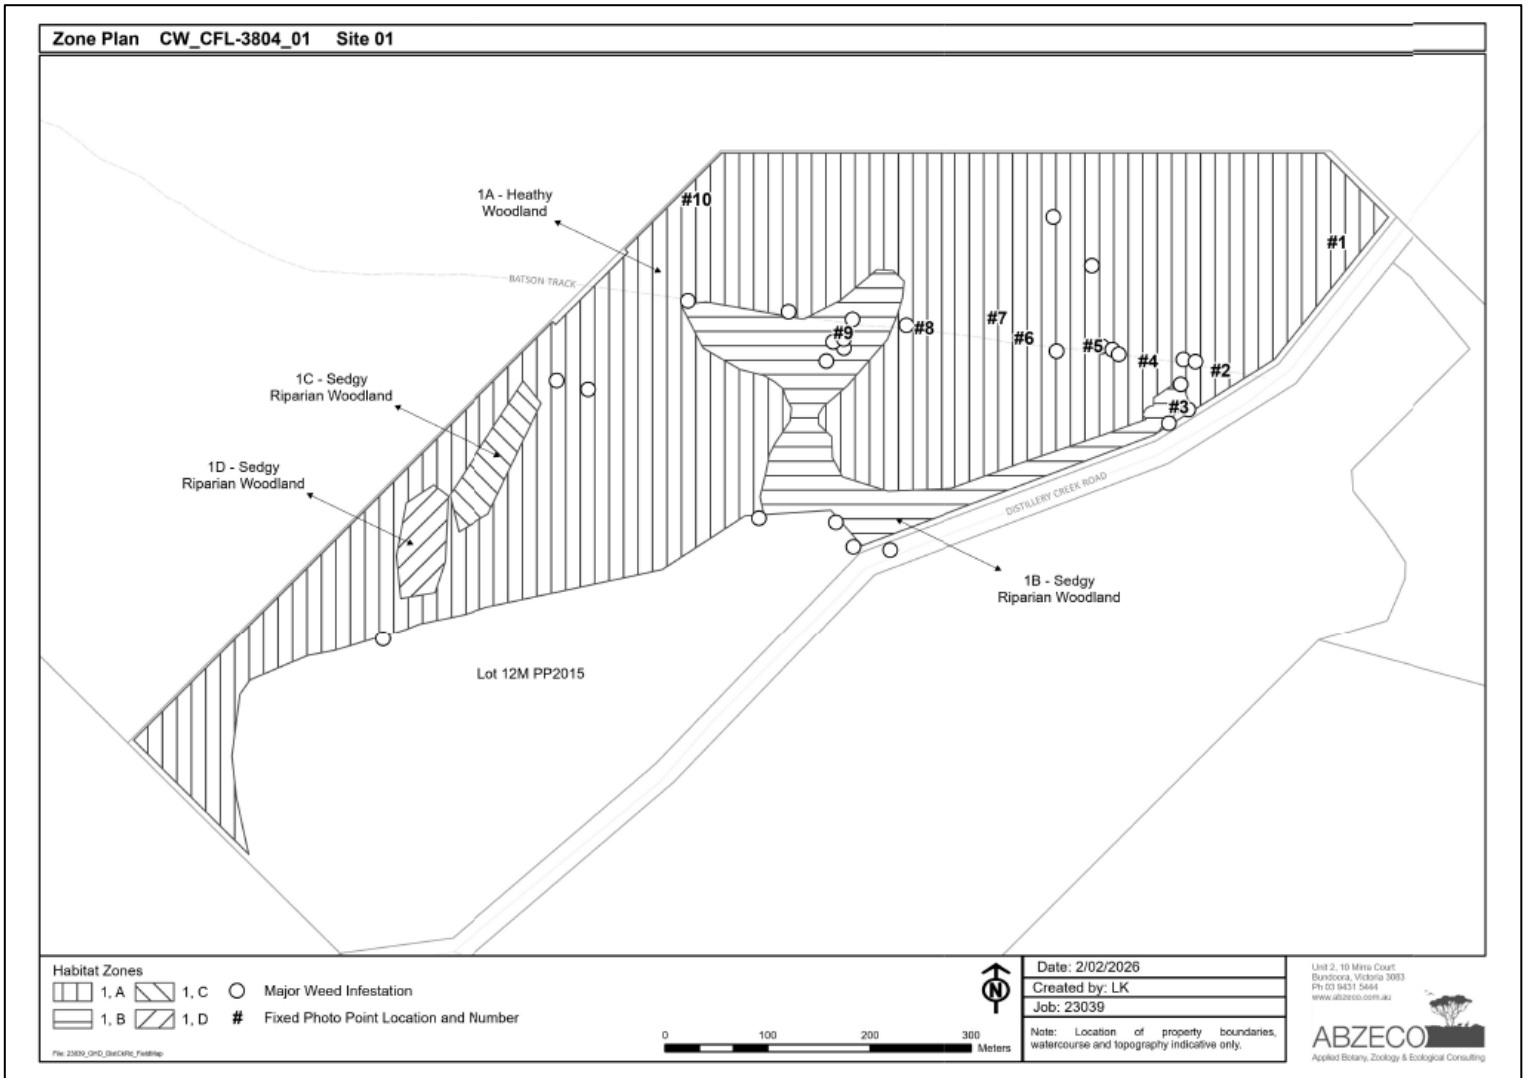 Zone Plan CW_CFL-3804_01 Site 01
1A - Heathy
Woodland
#10
#1
BATSON TRACK
#7
#8
#9
#6
#5
#4
#2
1C - Sedgy
Riparian Woodland
#3
1D - Sedgy
Riparian Woodland
DISTILLERY CREEK ROAD
1B - Sedgy
Riparian Woodland
Lot 12M PP2015
Habitat Zones
1, A
1, C
Major Weed Infestation
1, B
1, D
# Fixed Photo Point Location and Number
N
0 100 200 300
Meters
Date: 2/02/2026
Created by: LK
Job: 23039
Note: Location of property boundaries,
watercourse and topography indicative only.
Unit 2, 10 Mirra Court
Bundoora, Victoria 3083
Ph 03 9431 5444
www.abzeco.com.au
ABZECO
Applied Botany, Zoology & Ecological Consulting